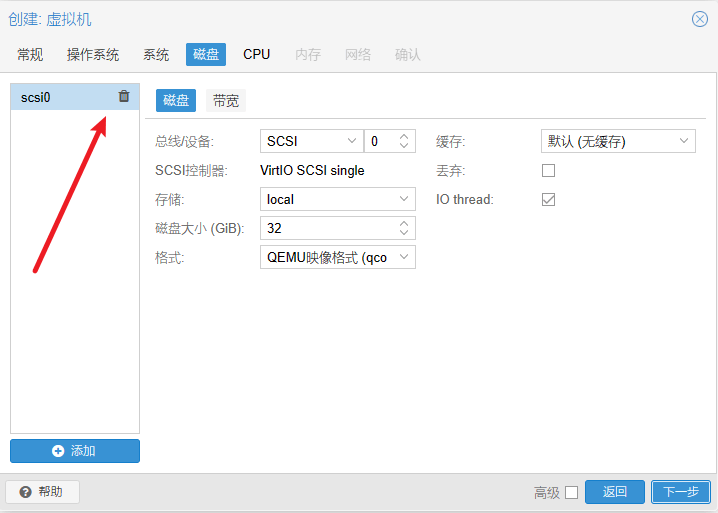 创建: 虚拟机
常规 操作系统 系统 磁盘 CPU 内存 网络 确认
scsi0
磁盘 带宽
总线/设备: SCSI 0 缓存: 默认 (无缓存)
SCSI控制器: VirtIO SCSI single 丢弃:
存储: local IO thread:
磁盘大小 (GiB): 32
格式: QEMU映像格式 (qco
添加
帮助 高级 返回 下一步